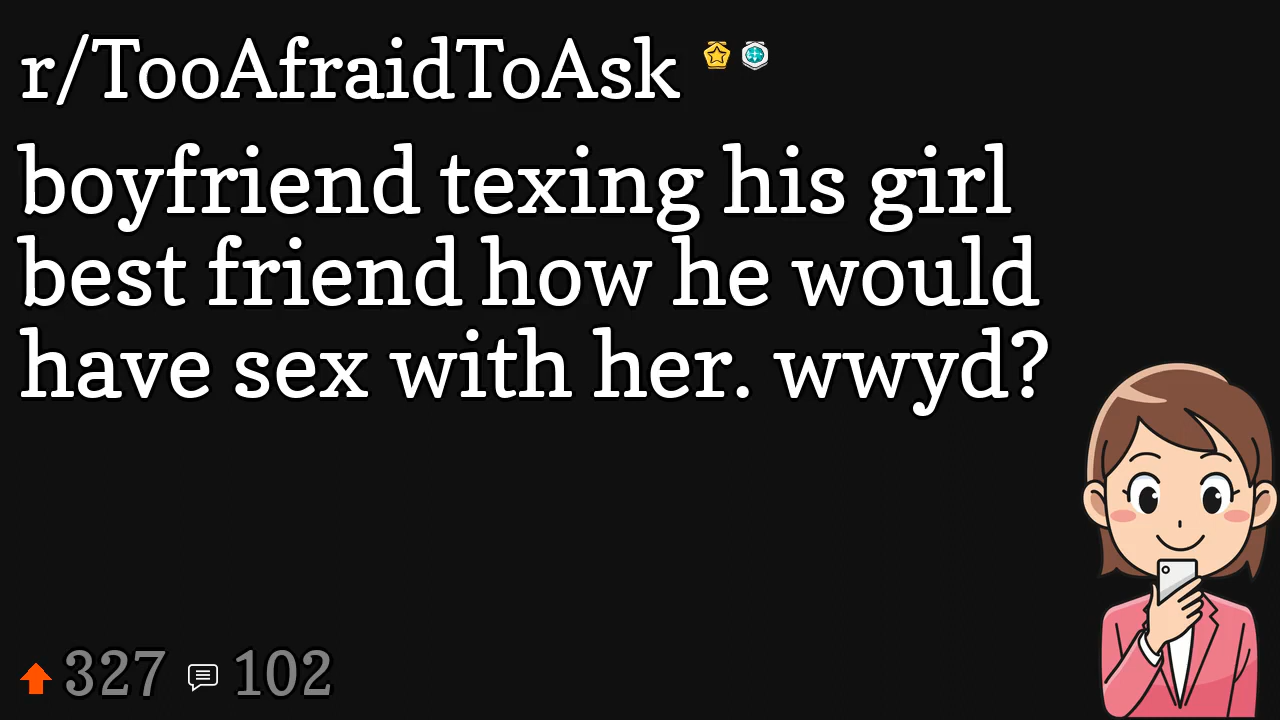 r/TooAfraidToAsk
boyfriend texing his girl
best friend how he would
have sex with her. wwyd?
327 102